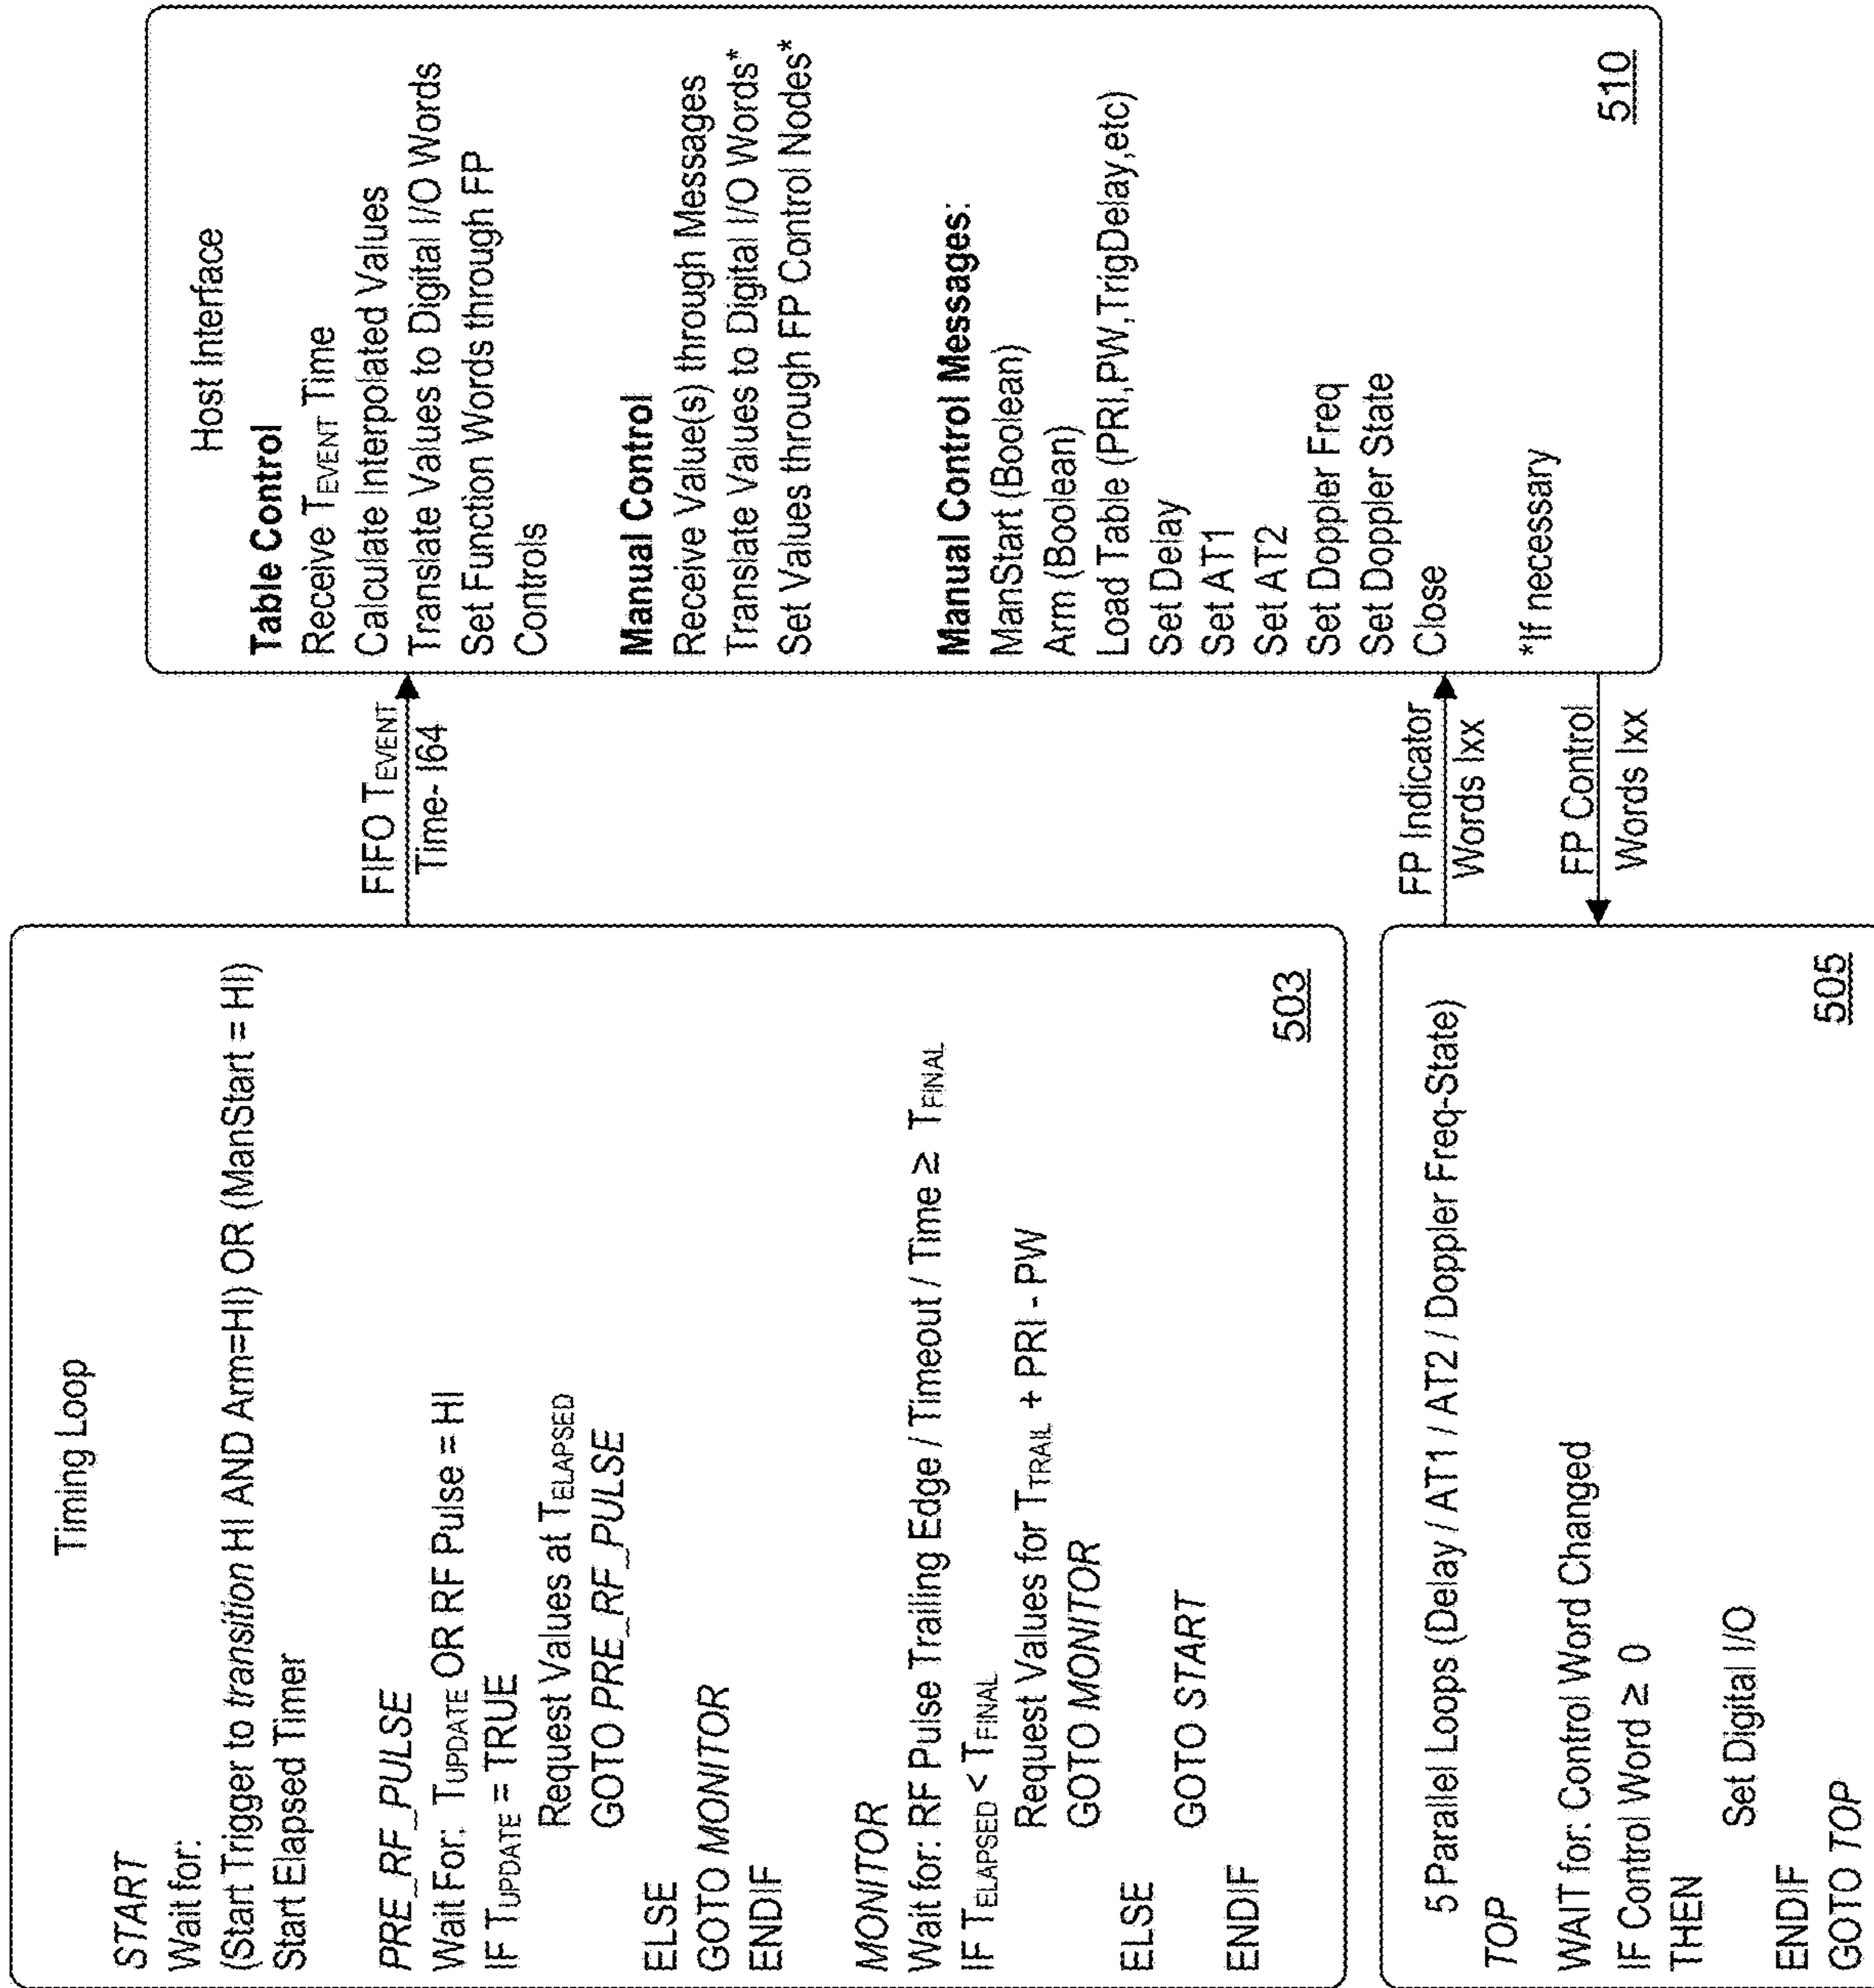 Timing Loop
START
Wait for:
(Start Trigger to transition HI AND Arm=HI) OR (ManStart = HI)
Start Elapsed Timer
PRE_RF_PULSE
Wait For: TUPDATE OR RF Pulse = HI
IF TUPDATE = TRUE
Request Values at TELAPSED
GOTO PRE_RF_PULSE
ELSE
GOTO MONITOR
ENDIF
MONITOR
Wait for: RF Pulse Trailing Edge / Timeout / Time ≥ TFINAL
IF TELAPSED < TFINAL
Request Values for TTRAIL + PRI - PW
GOTO MONITOR
ELSE
GOTO START
ENDIF
503
5 Parallel Loops (Delay / AT1 / AT2 / Doppler Freq-State)
TOP
WAIT for: Control Word Changed
IF Control Word ≥ 0
THEN
Set Digital I/O
ENDIF
GOTO TOP
505
FIFO TEVENT
Time- I64
FP Indicator
Words Ixx
FP Control
Words Ixx
Host Interface
Table Control
Receive TEVENT Time
Calculate Interpolated Values
Translate Values to Digital I/O Words
Set Function Words through FP
Controls
Manual Control
Receive Value(s) through Messages
Translate Values to Digital I/O Words*
Set Values through FP Control Nodes*
Manual Control Messages:
ManStart (Boolean)
Arm (Boolean)
Load Table (PRI,PW,TrigDelay,etc)
Set Delay
Set AT1
Set AT2
Set Doppler Freq
Set Doppler State
Close
*If necessary
510